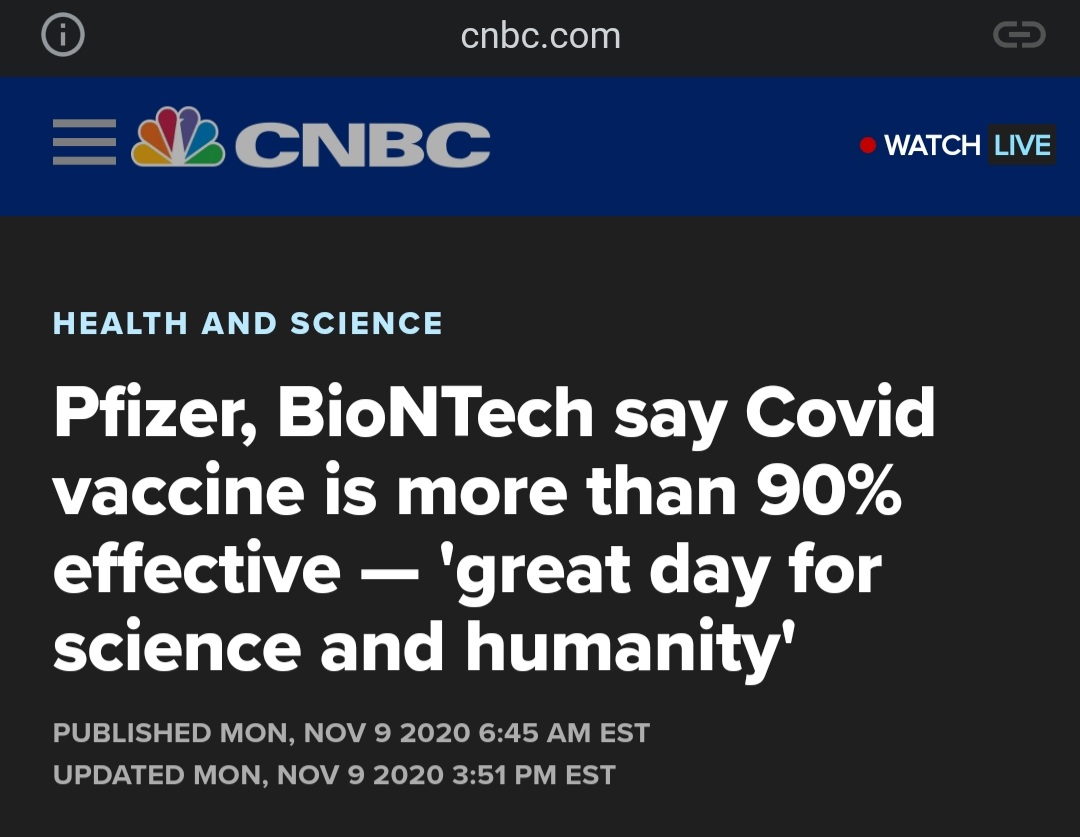 cnbc.com
CNBC
WATCH LIVE
HEALTH AND SCIENCE
Pfizer, BioNTech say Covid
vaccine is more than 90%
effective — 'great day for
science and humanity'
PUBLISHED MON, NOV 9 2020 6:45 AM EST
UPDATED MON, NOV 9 2020 3:51 PM EST